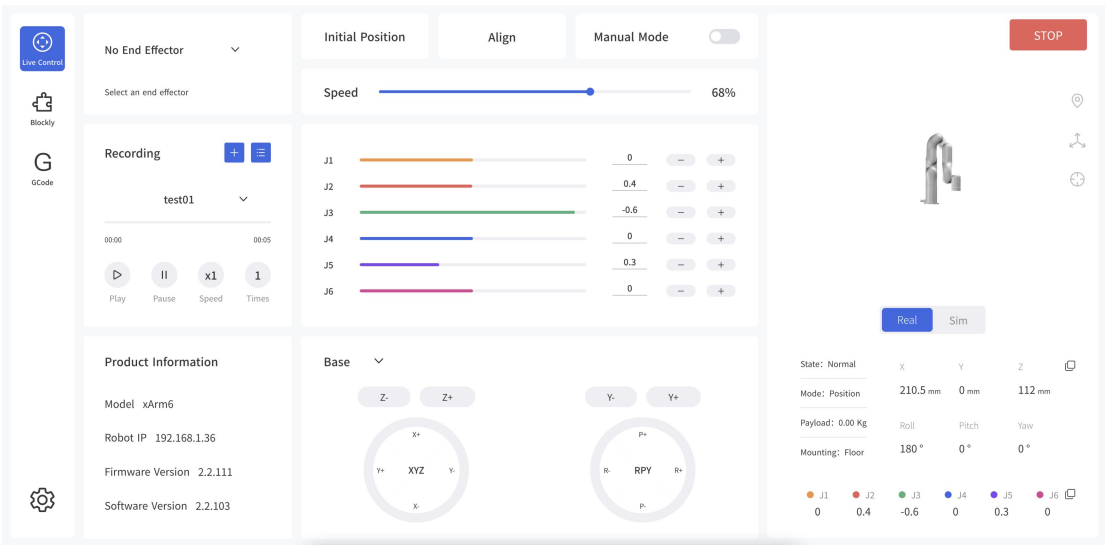 Live Control
Blockly
G
GCode
No End Effector
Select an end effector
Recording
test01
00:00 00:05
x1 1
Play Pause Speed Times
Product Information
Model xArm6
Robot IP 192.168.1.36
Firmware Version 2.2.111
Software Version 2.2.103
Initial Position Align Manual Mode
Speed 68%
J1 0 − +
J2 0.4 − +
J3 -0.6 − +
J4 0 − +
J5 0.3 − +
J6 0 − +
Base
Z- Z+ Y- Y+
X+ P+
Y+ XYZ Y- R- RPY R+
X- P-
STOP
Real Sim
State: Normal
Mode: Position
Payload: 0.00 Kg
Mounting: Floor
X Y Z
210.5 mm 0 mm 112 mm
Roll Pitch Yaw
180 ° 0 ° 0 °
J1 J2 J3 J4 J5 J6
0 0.4 -0.6 0 0.3 0